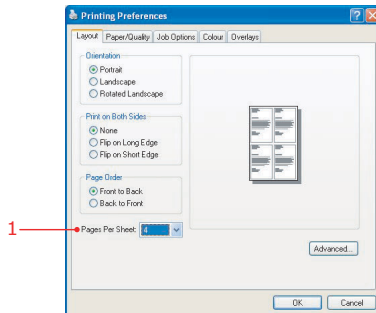 Printing Preferences
Layout Paper/Quality Job Options Colour Overlays
Orientation
Portrait
Landscape
Rotated Landscape
Print on Both Sides
None
Flip on Long Edge
Flip on Short Edge
Page Order
Front to Back
Back to Front
1
Pages Per Sheet: 4
Advanced...
OK Cancel